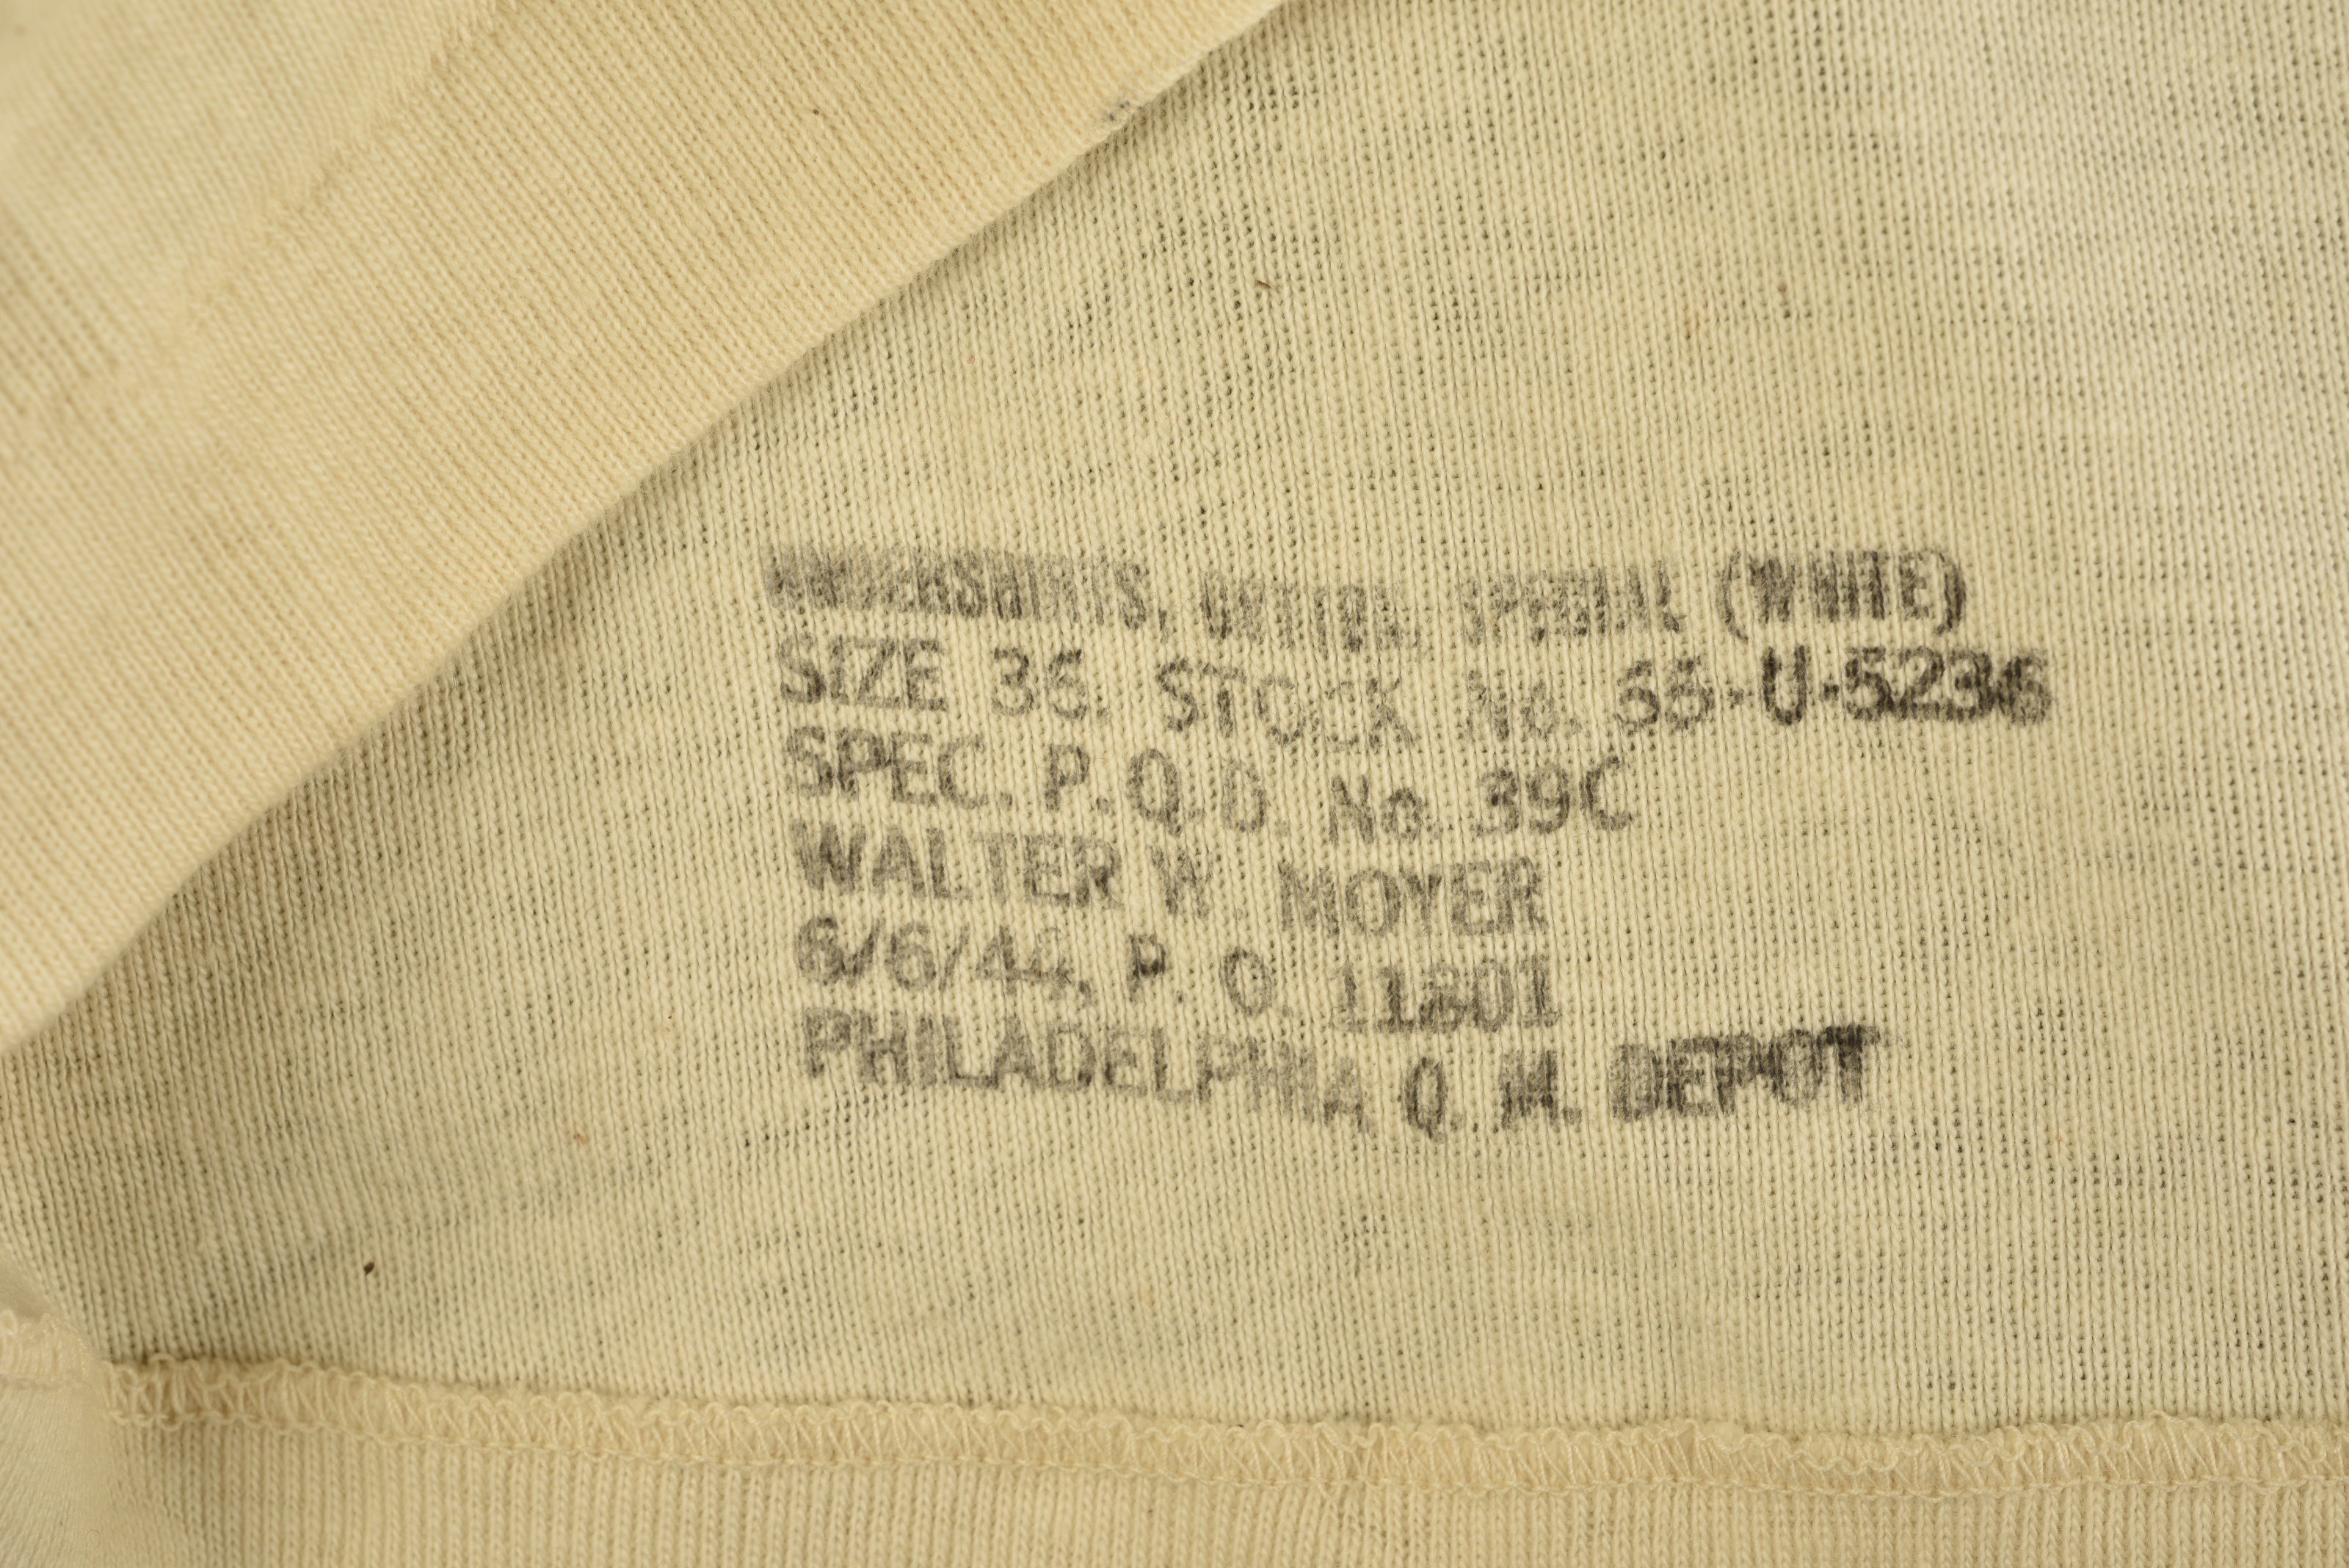 UNDERSHIRTS, COTTON, SPECIAL (WHITE)
SIZE 36. STOCK No. 55-U-5236
SPEC. P.Q.D. No. 39C
WALTER W. MOYER
6/6/44, P. O. 11801
PHILADELPHIA Q. M. DEPOT